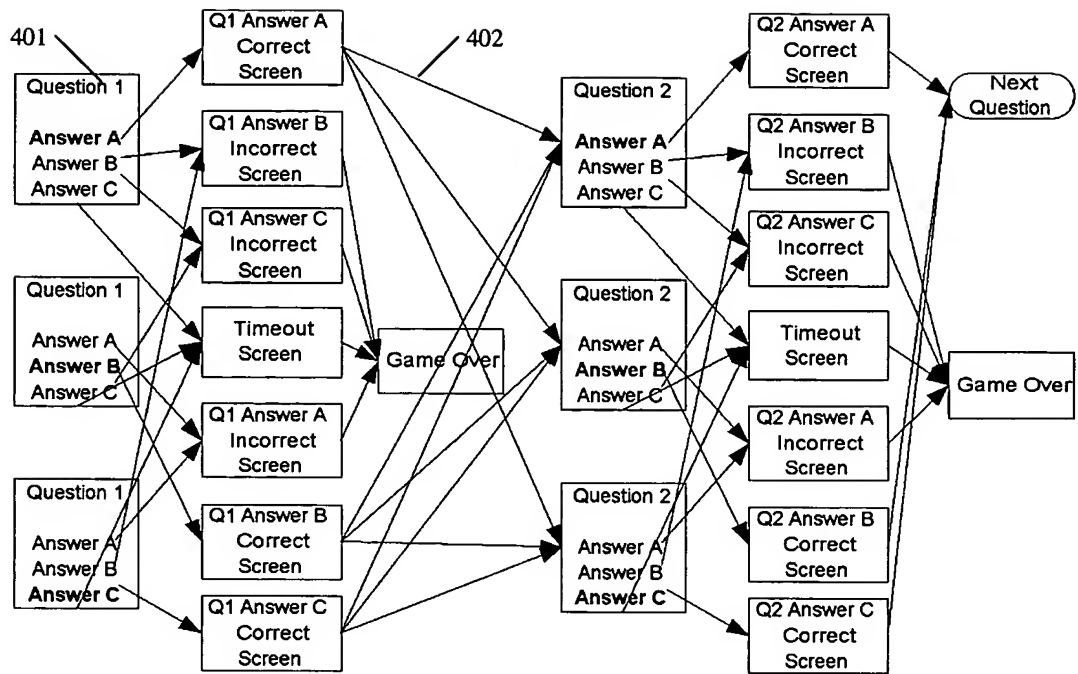 401
Question 1
Answer A
Answer B
Answer C
Question 1
Answer A
Answer B
Answer C
Question 1
Answer A
Answer B
Answer C
Q1 Answer A
Correct
Screen
Q1 Answer B
Incorrect
Screen
Q1 Answer C
Incorrect
Screen
Timeout
Screen
Q1 Answer A
Incorrect
Screen
Q1 Answer B
Correct
Screen
Q1 Answer C
Correct
Screen
Game Over
402
Question 2
Answer A
Answer B
Answer C
Question 2
Answer A
Answer B
Answer C
Question 2
Answer A
Answer B
Answer C
Q2 Answer A
Correct
Screen
Q2 Answer B
Incorrect
Screen
Q2 Answer C
Incorrect
Screen
Timeout
Screen
Q2 Answer A
Incorrect
Screen
Q2 Answer B
Correct
Screen
Q2 Answer C
Correct
Screen
Next
Question
Game Over